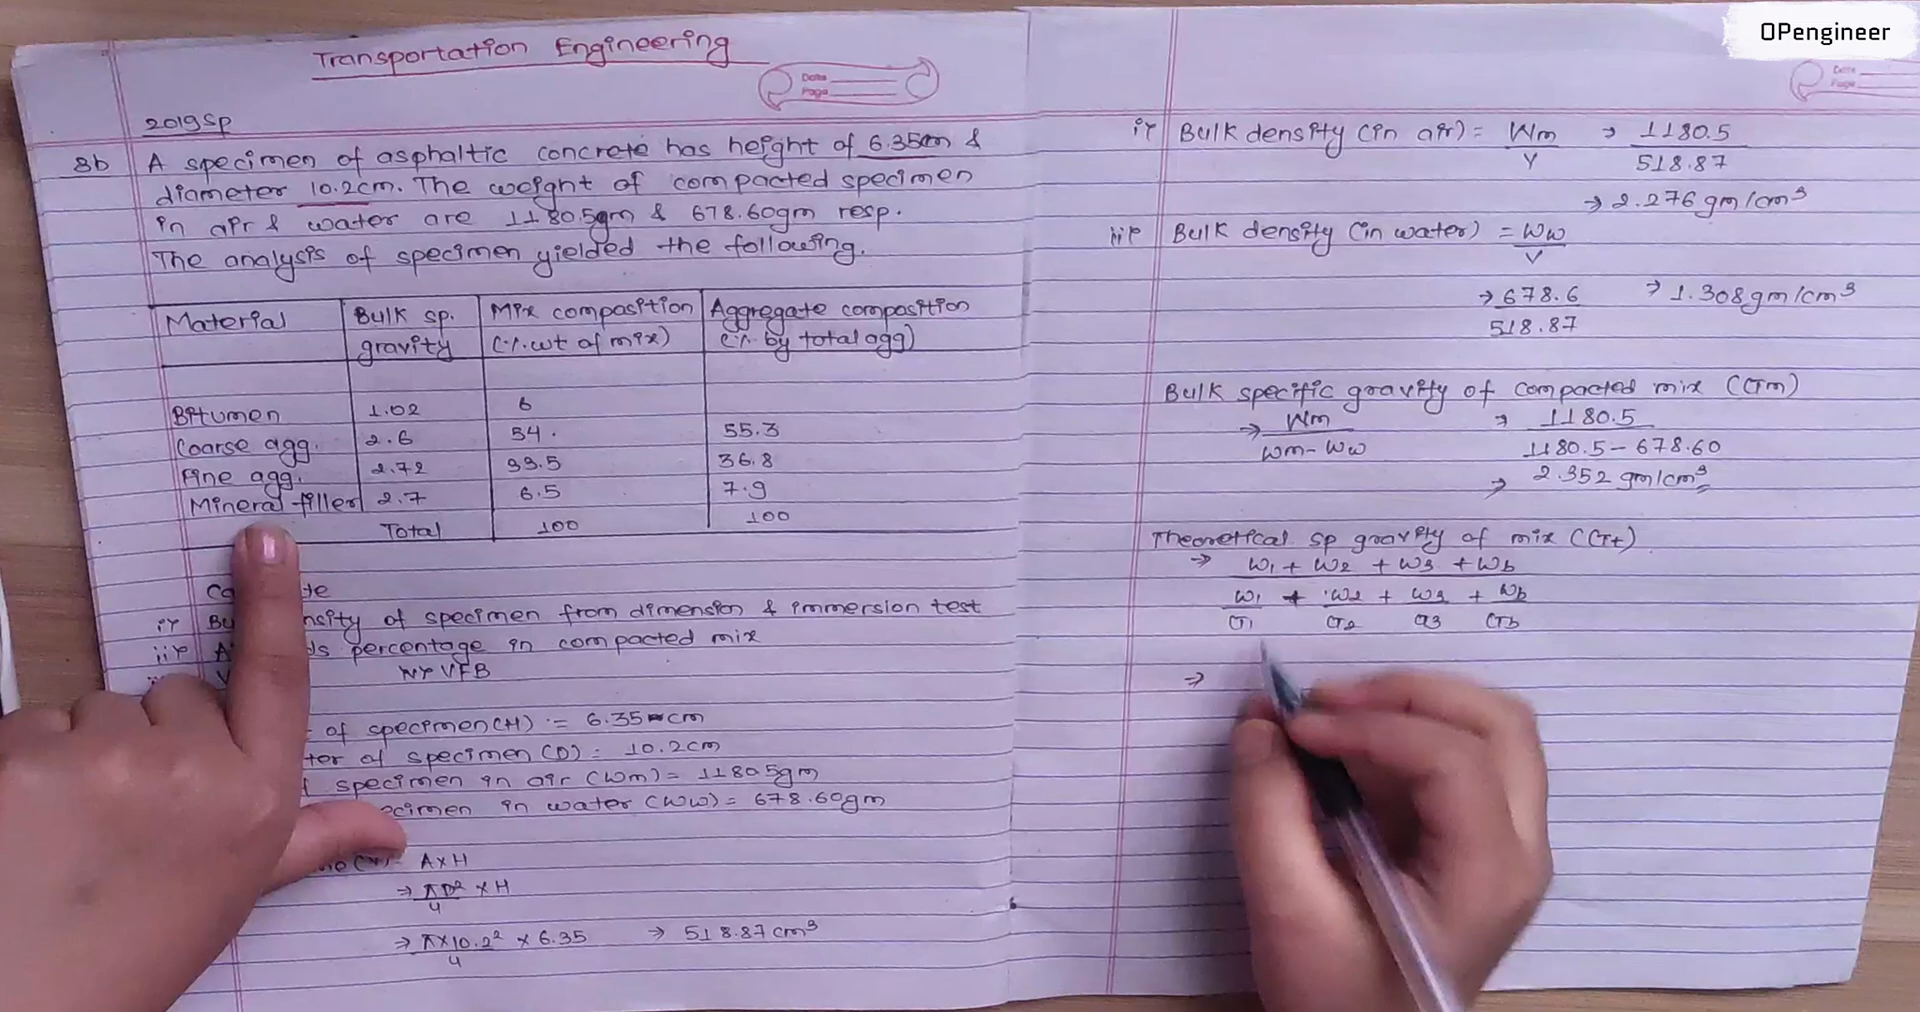 OPengineer
Transportation Engineering
Date
Page
2019 Sp
8b A specimen of asphaltic concrete has height of 6.35cm &
diameter 10.2cm. The weight of compacted specimen
in air & water are 1180.5gm & 678.60gm resp.
The analysis of specimen yielded the following.
Material Bulk sp. gravity Mix composition (%.wt of mix) Aggregate composition (%. by total agg)
Bitumen 1.02 6
Coarse agg. 2.6 54. 55.3
Fine agg. 2.72 33.5 36.8
Mineral filler 2.7 6.5 7.9
Total 100 100
of specimen from dimension & immersion test
percentage in compacted mix
VFB
of specimen (H) = 6.35 cm
of specimen (D) = 10.2cm
specimen in air (Wm) = 1180.5gm
in water (Ww) = 678.60gm
A×H
→ πD²/4 × H
→ π×10.2²/4 × 6.35 → 518.87 cm³
Date
Page
i> Bulk density (in air) = Wm/V → 1180.5/518.87
→ 2.276 gm/cm³
ii> Bulk density (in water) = Ww/V
→ 678.6/518.87 → 1.308 gm/cm³
Bulk specific gravity of compacted mix (Gm)
→ Wm/Wm-Ww → 1180.5/1180.5-678.60
→ 2.352 gm/cm³
Theoretical sp gravity of mix (Gt)
→ W1 + W2 + W3 + Wb
W1/G1 + W2/G2 + W3/G3 + Wb/Gb
⇒